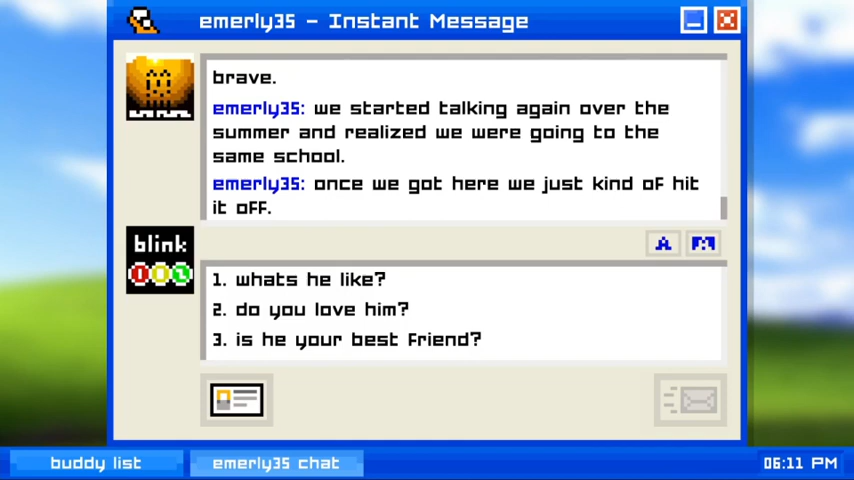 emerly35 - Instant Message
brave.
emerly35: we started talking again over the
summer and realized we were going to the
same school.
emerly35: once we got here we just kind of hit
it off.
blink
182
A
1. whats he like?
2. do you love him?
3. is he your best friend?
buddy list
emerly35 chat
06:11 PM